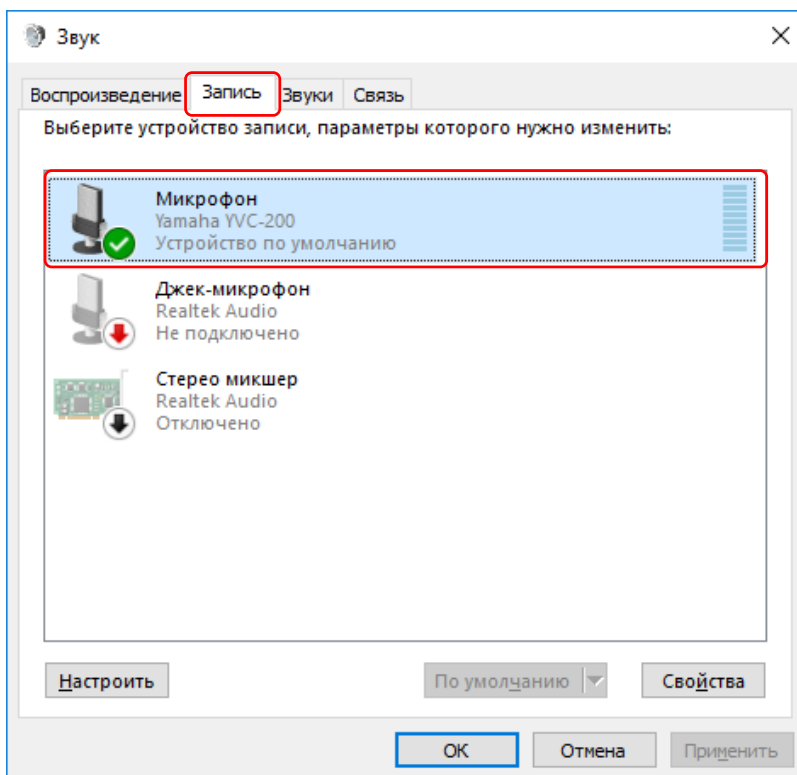 Звук
Воспроизведение Запись Звуки Связь
Выберите устройство записи, параметры которого нужно изменить:
Микрофон
Yamaha YVC-200
Устройство по умолчанию
Джек-микрофон
Realtek Audio
Не подключено
Стерео микшер
Realtek Audio
Отключено
Настроить По умолчанию Свойства
ОК Отмена Применить